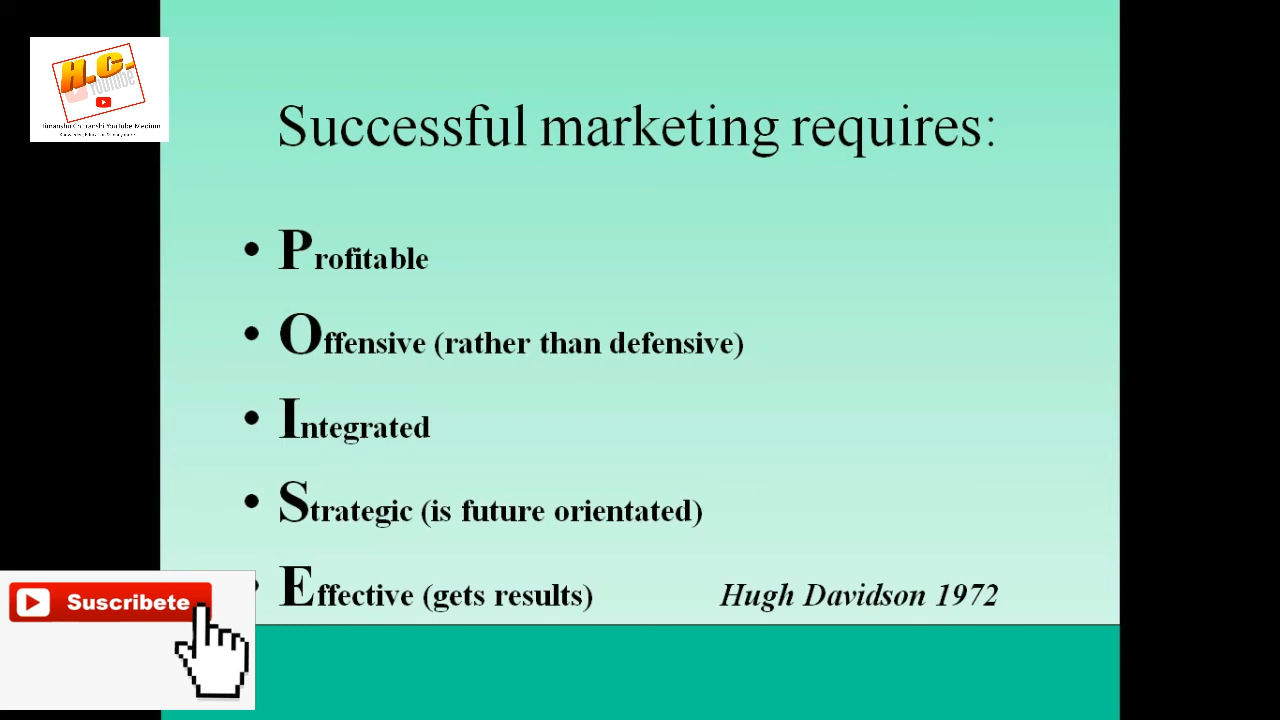 H.C.
YouTube
Successful marketing requires:
• Profitable
• Offensive (rather than defensive)
• Integrated
• Strategic (is future orientated)
• Effective (gets results) Hugh Davidson 1972
Suscribete